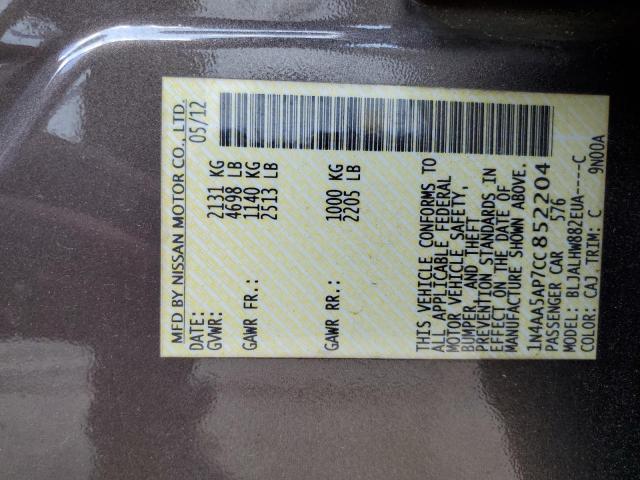 MFD BY NISSAN MOTOR CO., LTD.
DATE: 05/12
GVWR: 2131 KG
4698 LB
GAWR FR.: 1140 KG
2513 LB
GAWR RR.: 1000 KG
2205 LB
THIS VEHICLE CONFORMS TO
ALL APPLICABLE FEDERAL
MOTOR VEHICLE SAFETY,
BUMPER, AND THEFT
PREVENTION STANDARDS IN
EFFECT ON THE DATE OF
MANUFACTURE SHOWN ABOVE.
1N4AA5AP7CC852204
PASSENGER CAR 576
MODEL: BLJALHW882EUA-----C
COLOR: CAJ TRIM: C 9N00A